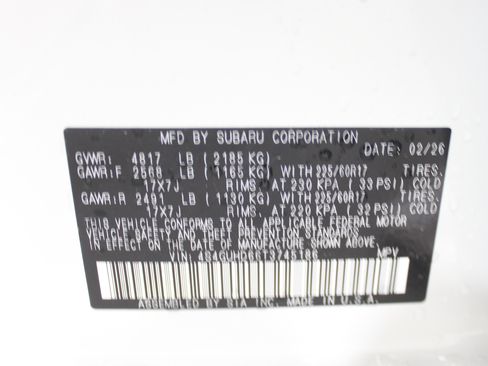 MFD BY SUBARU CORPORATION DATE: 02/26
GVWR: 4817 LB (2185 KG)
GAWR:F 2568 LB (1165 KG) WITH 225/60R17 TIRES.
17X7J RIMS. AT 230 KPA (33 PSI) COLD
GAWR:R 2491 LB (1130 KG) WITH 225/60R17 TIRES.
17X7J RIMS. AT 220 KPA (32 PSI) COLD
THIS VEHICLE CONFORMS TO ALL APPLICABLE FEDERAL MOTOR
VEHICLE SAFETY AND BUMPER AND THEFT PREVENTION STANDARDS
IN EFFECT ON THE DATE OF MANUFACTURE SHOWN ABOVE.
VIN: 4S4GUHD66T3745186 MPV
ASSEMBLED BY SIA INC. MADE IN U.S.A.